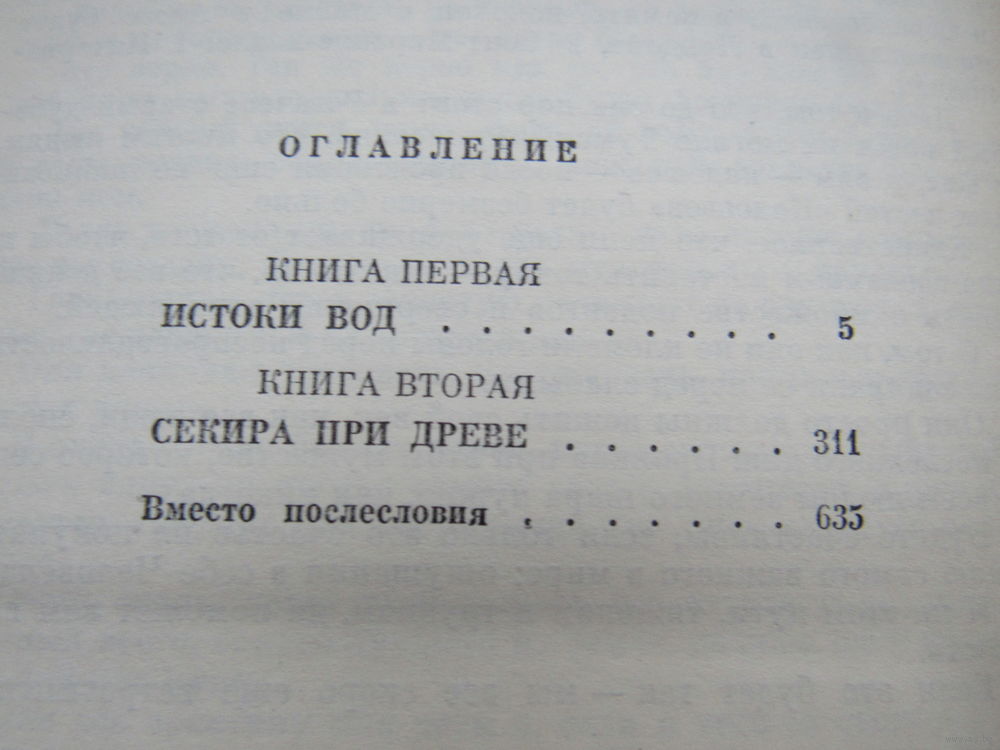 ОГЛАВЛЕНИЕ
КНИГА ПЕРВАЯ
ИСТОКИ ВОД . . . . . . . . . 5
КНИГА ВТОРАЯ
СЕКИРА ПРИ ДРЕВЕ . . . . . . 311
Вместо послесловия . . . . . . . 635